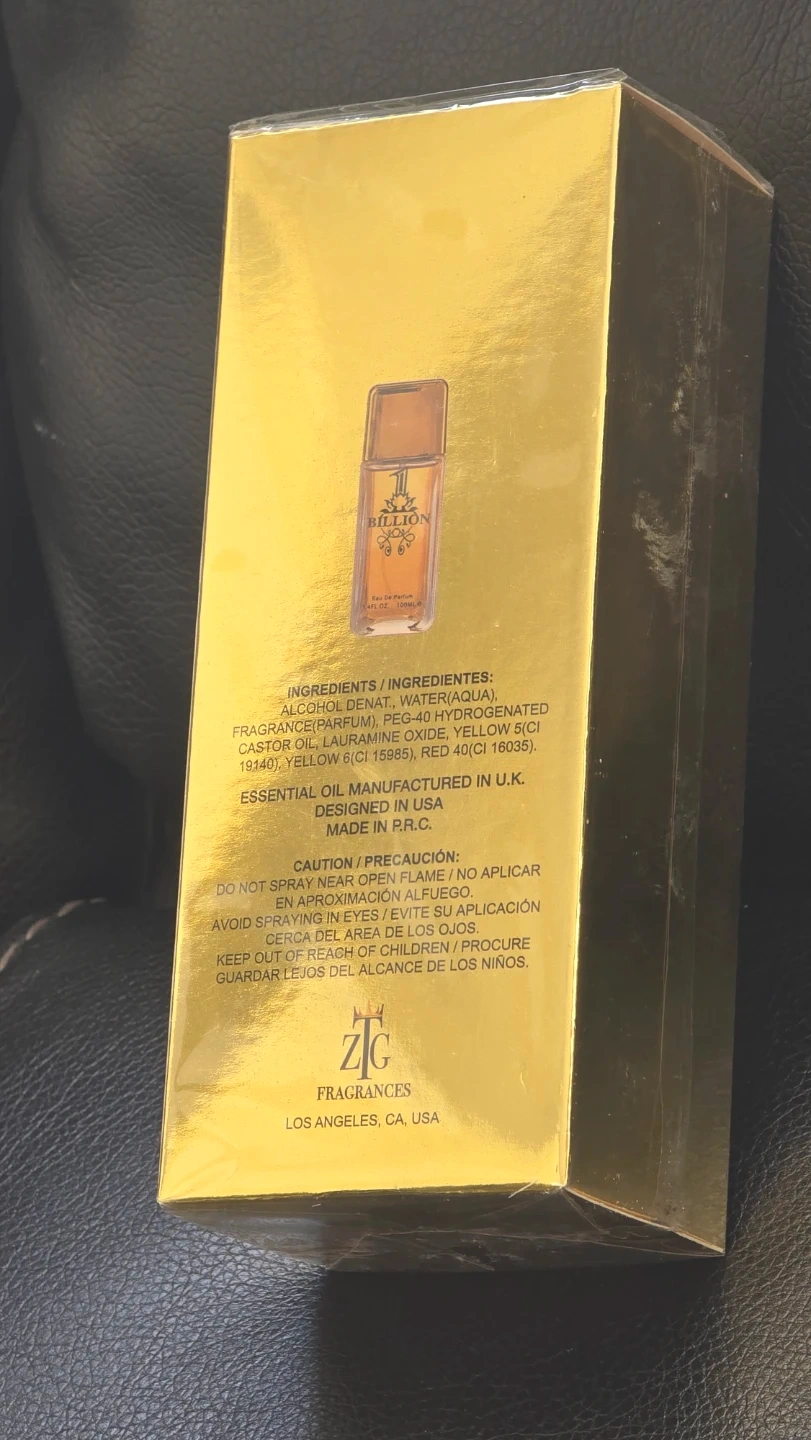 1
BILLION
Eau De Parfum
INGREDIENTS / INGREDIENTES:
ALCOHOL DENAT., WATER(AQUA),
FRAGRANCE(PARFUM), PEG-40 HYDROGENATED
CASTOR OIL, LAURAMINE OXIDE, YELLOW 5(CI
19140), YELLOW 6(CI 15985), RED 40(CI 16035).
ESSENTIAL OIL MANUFACTURED IN U.K.
DESIGNED IN USA
MADE IN P.R.C.
CAUTION / PRECAUCIÓN:
DO NOT SPRAY NEAR OPEN FLAME / NO APLICAR
EN APROXIMACIÓN ALFUEGO.
AVOID SPRAYING IN EYES / EVITE SU APLICACIÓN
CERCA DEL AREA DE LOS OJOS.
KEEP OUT OF REACH OF CHILDREN / PROCURE
GUARDAR LEJOS DEL ALCANCE DE LOS NIÑOS.
ZTG
FRAGRANCES
LOS ANGELES, CA, USA